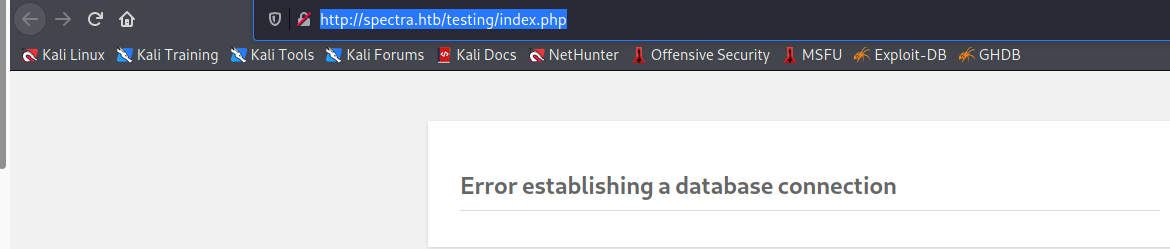 http://spectra.htb/testing/index.php
Kali Linux Kali Training Kali Tools Kali Forums Kali Docs NetHunter Offensive Security MSFU Exploit-DB GHDB
Error establishing a database connection